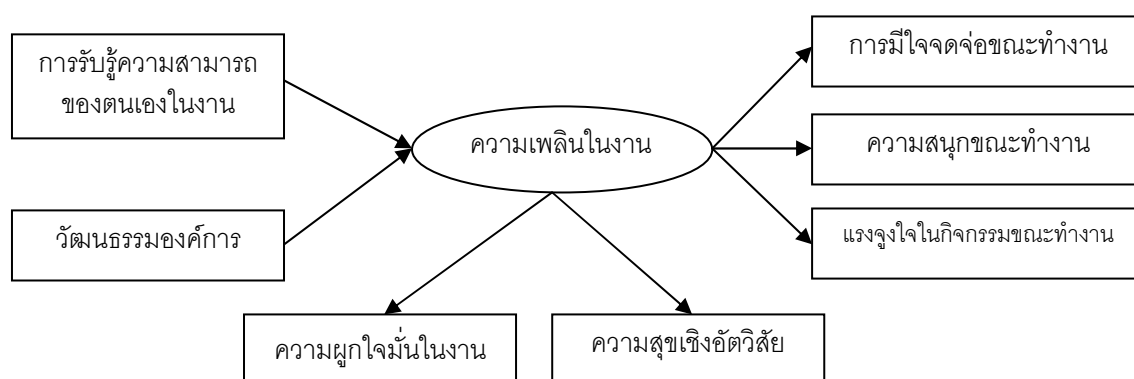 การรับรู้ความสามารถ
ของตนเองในงาน
วัฒนธรรมองค์การ
ความเพลินในงาน
การมีใจจดจ่อขณะทำงาน
ความสนุกขณะทำงาน
แรงจูงใจในกิจกรรมขณะทำงาน
ความผูกใจมั่นในงาน
ความสุขเชิงอัตวิสัย